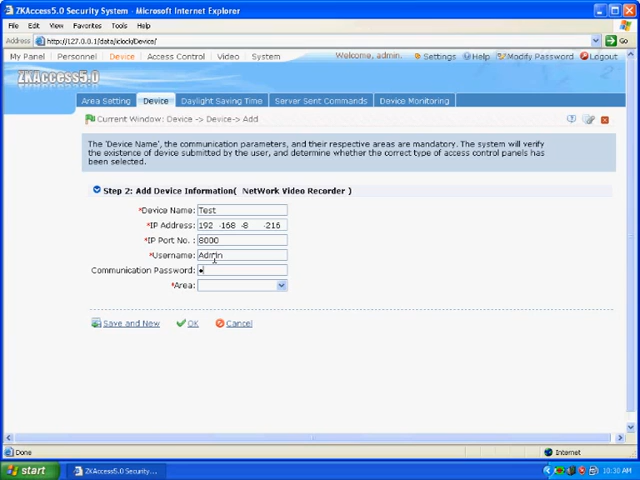 ZKAccess5.0 Security System - Microsoft Internet Explorer
File Edit View Favorites Tools Help
Address http://127.0.0.1/data/iclock/Device/ Go
My Panel Personnel Device Access Control Video System Welcome, admin. Settings Help Modify Password Logout
ZKAccess5.0
Area Setting Device Daylight Saving Time Server Sent Commands Device Monitoring
Current Window: Device -> Device-> Add
The 'Device Name', the communication parameters, and their respective areas are mandatory. The system will verify
the existence of device submitted by the user, and determine whether the correct type of access control panels has
been selected.
Step 2: Add Device Information( NetWork Video Recorder )
*Device Name: Test
*IP Address: 192 .168 .8 .216
*IP Port No. : 8000
*Username: Admin
Communication Password: •
*Area:
Save and New OK Cancel
Done Internet
start ZKAccess5.0 Security... 10:30 AM